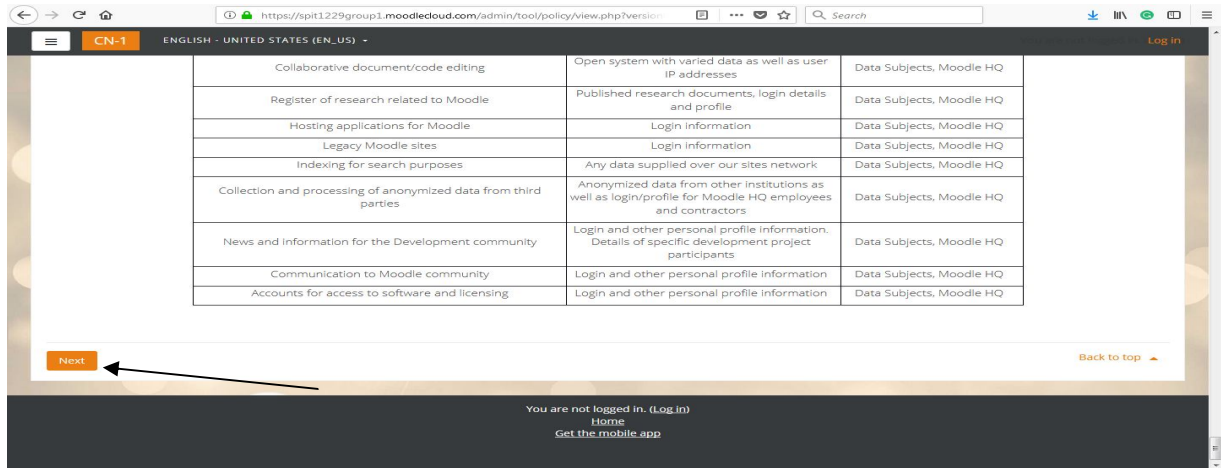 https://spit1229group1.moodlecloud.com/admin/tool/policy/view.php?version
Search
CN-1
ENGLISH - UNITED STATES (EN_US)
Log in
Collaborative document/code editing
Open system with varied data as well as user
IP addresses
Data Subjects, Moodle HQ
Register of research related to Moodle
Published research documents, login details
and profile
Data Subjects, Moodle HQ
Hosting applications for Moodle
Login information
Data Subjects, Moodle HQ
Legacy Moodle sites
Login information
Data Subjects, Moodle HQ
Indexing for search purposes
Any data supplied over our sites network
Data Subjects, Moodle HQ
Collection and processing of anonymized data from third
parties
Anonymized data from other institutions as
well as login/profile for Moodle HQ employees
and contractors
Data Subjects, Moodle HQ
News and information for the Development community
Login and other personal profile information.
Details of specific development project
participants
Data Subjects, Moodle HQ
Communication to Moodle community
Login and other personal profile information
Data Subjects, Moodle HQ
Accounts for access to software and licensing
Login and other personal profile information
Data Subjects, Moodle HQ
Next
Back to top
You are not logged in. (Log in)
Home
Get the mobile app